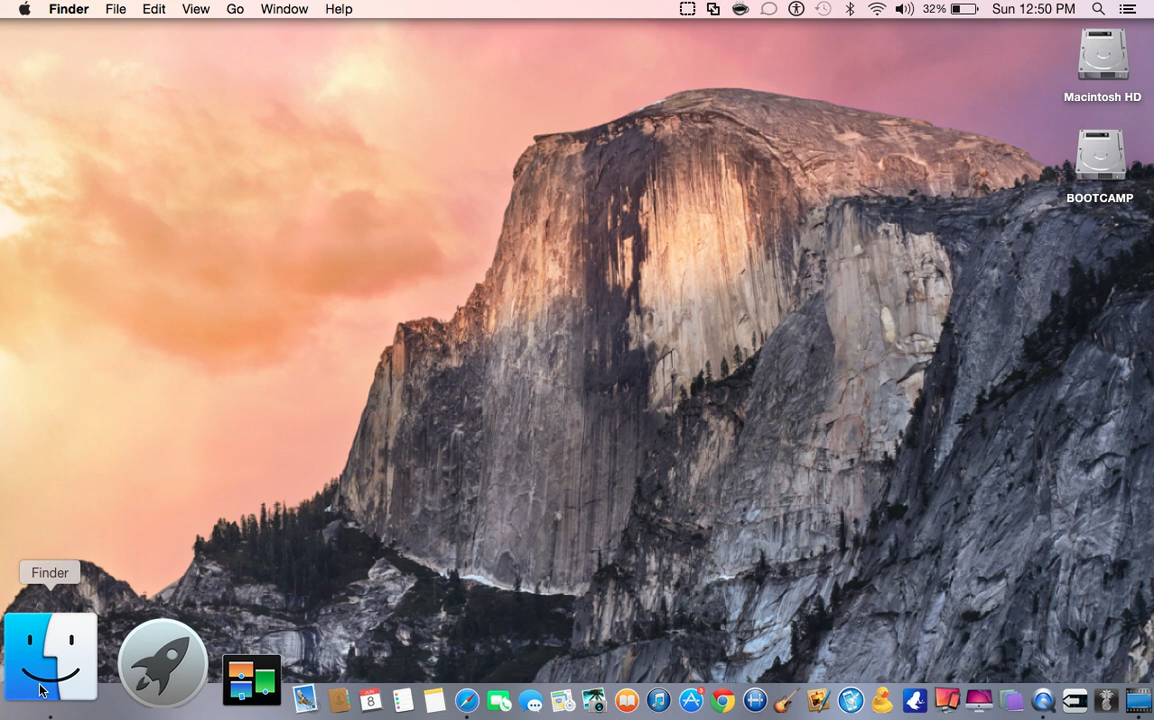 Finder File Edit View Go Window Help 32% Sun 12:50 PM
Macintosh HD
BOOTCAMP
Finder